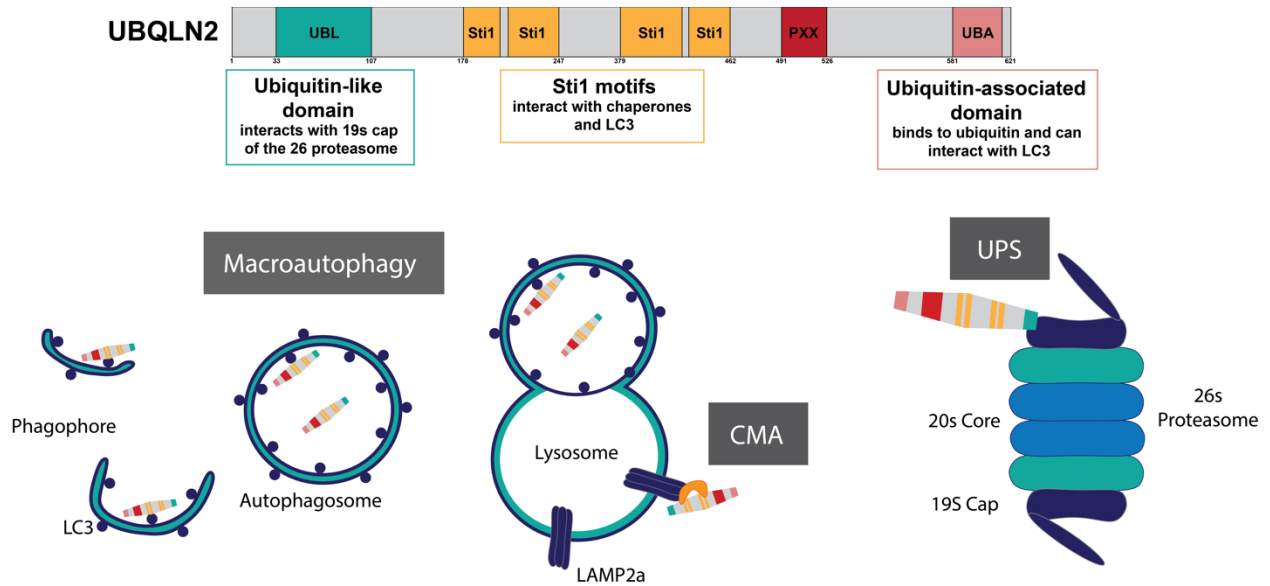 UBQLN2
UBL
Sti1
Sti1
Sti1
Sti1
PXX
UBA
1
33
107
178
247
379
462
491
526
581
621
Ubiquitin-like
domain
interacts with 19s cap
of the 26 proteasome
Sti1 motifs
interact with chaperones
and LC3
Ubiquitin-associated
domain
binds to ubiquitin and can
interact with LC3
Macroautophagy
UPS
Phagophore
LC3
Autophagosome
Lysosome
CMA
LAMP2a
20s Core
19S Cap
26s
Proteasome